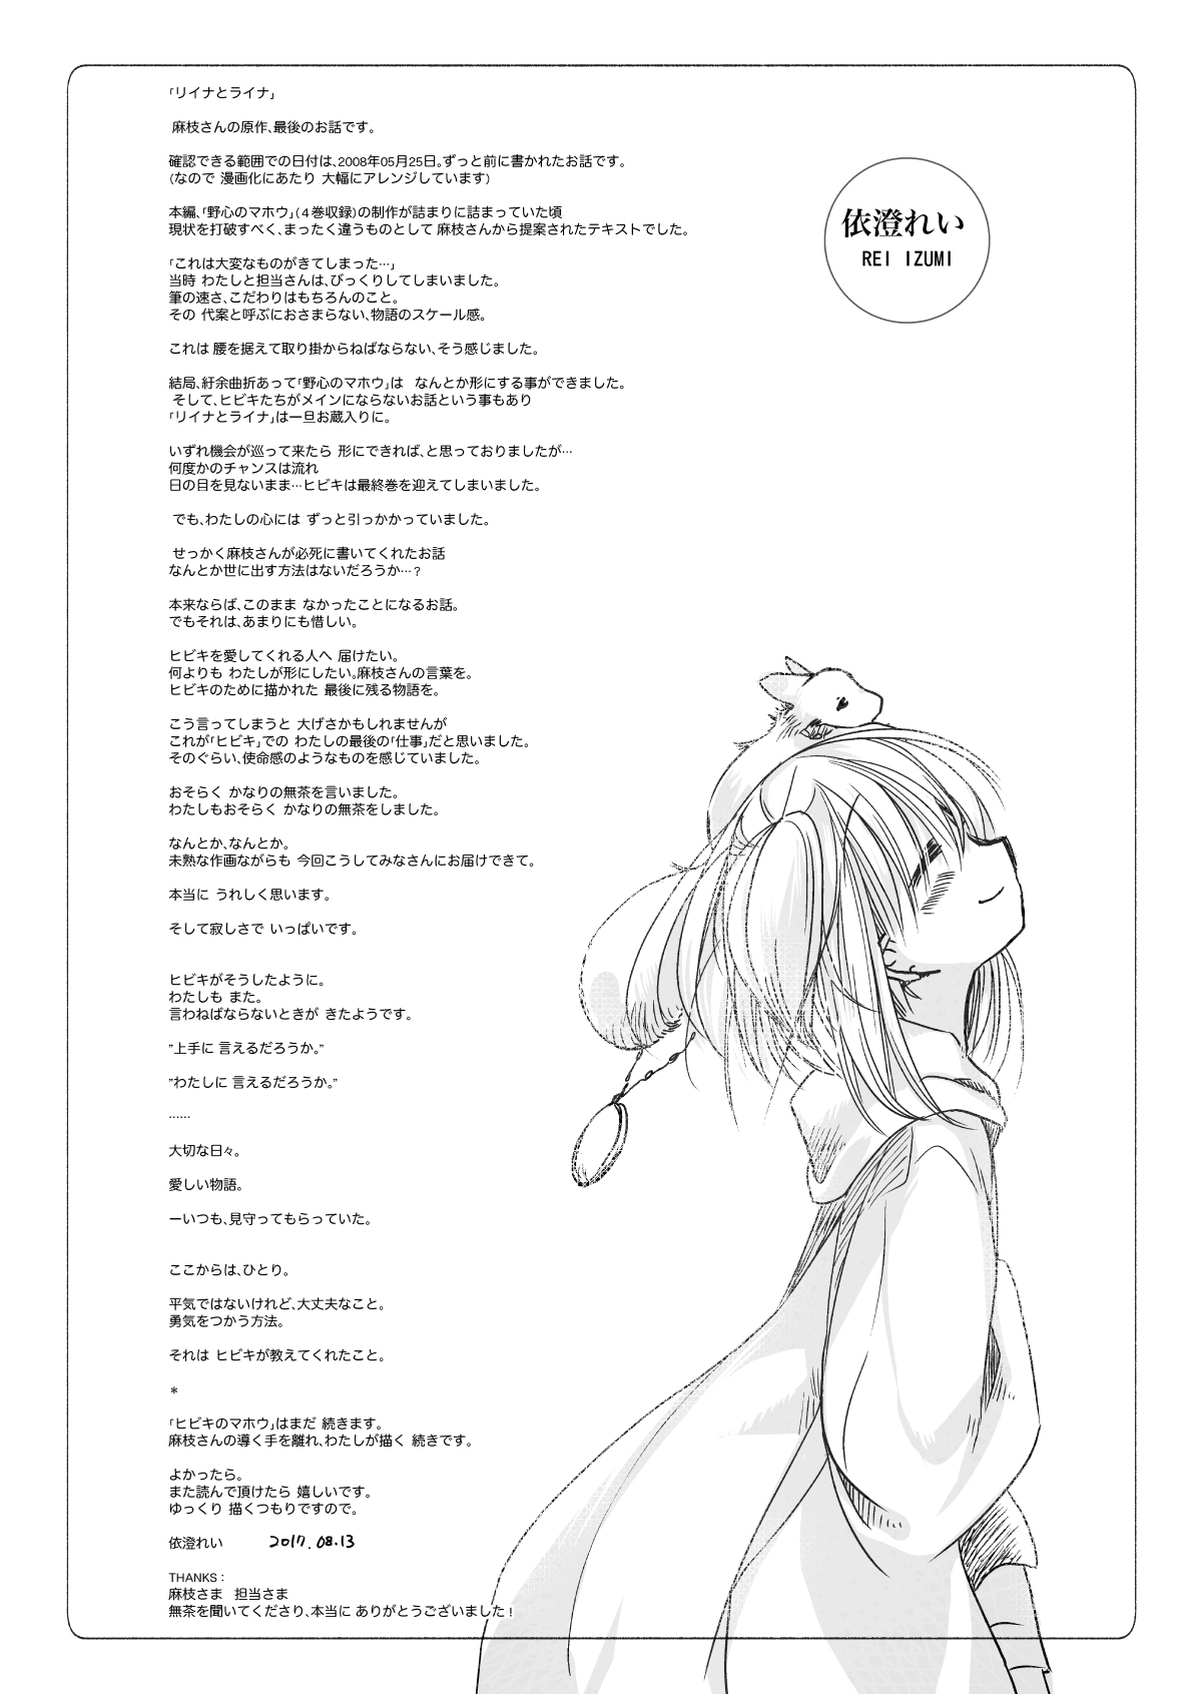 「リイナとライナ」
麻枝さんの原作、最後のお話です。
確認できる範囲での日付は、2008年05月25日。ずっと前に書かれたお話です。
(なので 漫画化にあたり 大幅にアレンジしています)
本編、「野心のマホウ」(４巻収録)の制作が詰まりに詰まっていた頃
現状を打破すべく、まったく違うものとして 麻枝さんから提案されたテキストでした。
「これは大変なものがきてしまった…」
当時 わたしと担当さんは、びっくりしてしまいました。
筆の速さ、こだわりはもちろんのこと。
その 代案と呼ぶにおさまらない、物語のスケール感。
これは 腰を据えて取り掛からねばならない、そう感じました。
結局、紆余曲折あって「野心のマホウ」は なんとか形にする事ができました。
そして、ヒビキたちがメインにならないお話という事もあり
「リイナとライナ」は一旦お蔵入りに。
いずれ機会が巡って来たら 形にできれば、と思っておりましたが…
何度かのチャンスは流れ
日の目を見ないまま…ヒビキは最終巻を迎えてしまいました。
でも、わたしの心には ずっと引っかかっていました。
せっかく麻枝さんが必死に書いてくれたお話
なんとか世に出す方法はないだろうか…？
本来ならば、このまま なかったことになるお話。
でもそれは、あまりにも惜しい。
ヒビキを愛してくれる人へ 届けたい。
何よりも わたしが形にしたい。麻枝さんの言葉を。
ヒビキのために描かれた 最後に残る物語を。
こう言ってしまうと 大げさかもしれませんが
これが「ヒビキ」での わたしの最後の「仕事」だと思いました。
そのぐらい、使命感のようなものを感じていました。
おそらく かなりの無茶を言いました。
わたしもおそらく かなりの無茶をしました。
なんとか、なんとか。
未熟な作画ながらも 今回こうしてみなさんにお届けできて。
本当に うれしく思います。
そして寂しさで いっぱいです。
ヒビキがそうしたように。
わたしも また。
言わねばならないときが きたようです。
"上手に 言えるだろうか。"
"わたしに 言えるだろうか。"
……
大切な日々。
愛しい物語。
ーいつも、見守ってもらっていた。
ここからは、ひとり。
平気ではないけれど、大丈夫なこと。
勇気をつかう方法。
それは ヒビキが教えてくれたこと。
＊
「ヒビキのマホウ」はまだ 続きます。
麻枝さんの導く手を離れ、わたしが描く 続きです。
よかったら。
また読んで頂けたら 嬉しいです。
ゆっくり 描くつもりですので。
依澄れい 2017.08.13
THANKS：
麻枝さま 担当さま
無茶を聞いてくださり、本当に ありがとうございました！
依澄れい
REI IZUMI